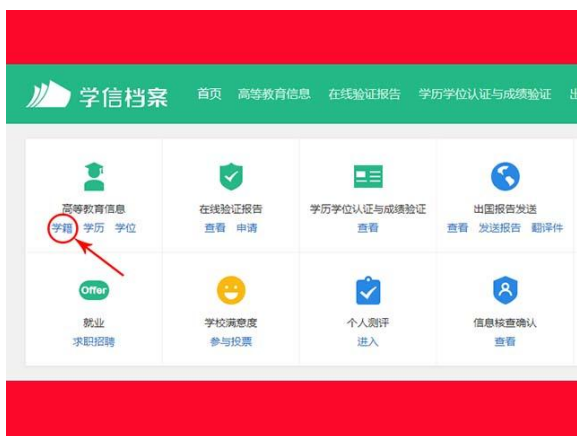 学信档案 首页 高等教育信息 在线验证报告 学历学位认证与成绩验证
高等教育信息 在线验证报告 学历学位认证与成绩验证 出国报告发送
学籍 学历 学位 查看 申请 查看 查看 发送报告 翻译件
Offer
就业 学校满意度 个人测评 信息核查确认
求职招聘 参与投票 进入 查看